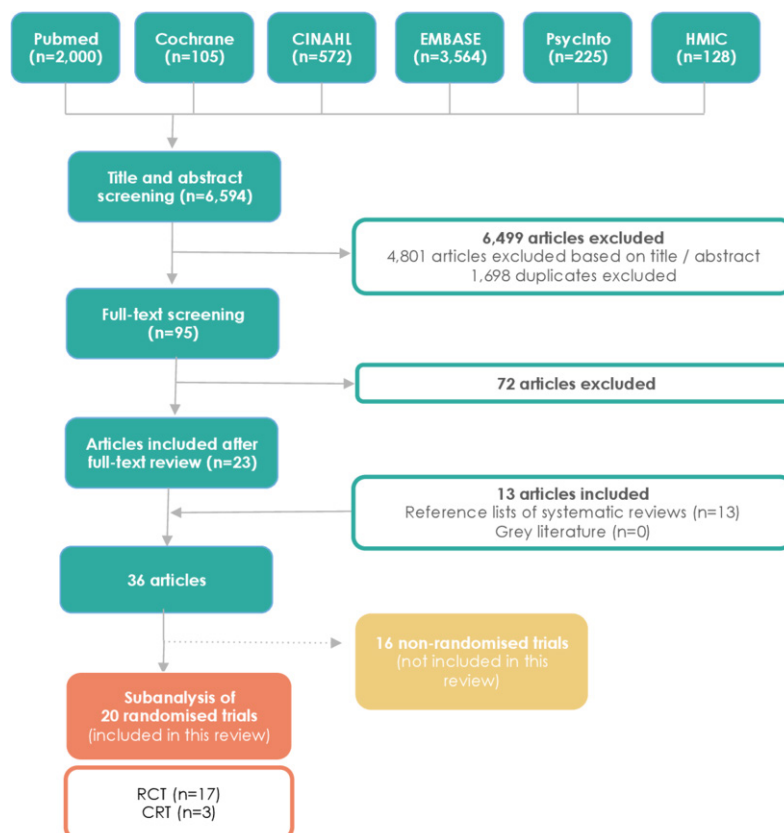 Pubmed
(n=2,000)
Cochrane
(n=105)
CINAHL
(n=572)
EMBASE
(n=3,564)
PsycInfo
(n=225)
HMIC
(n=128)
Title and abstract
screening (n=6,594)
6,499 articles excluded
4,801 articles excluded based on title / abstract
1,698 duplicates excluded
Full-text screening
(n=95)
72 articles excluded
Articles included after
full-text review (n=23)
13 articles included
Reference lists of systematic reviews (n=13)
Grey literature (n=0)
36 articles
16 non-randomised trials
(not included in this
review)
Subanalysis of
20 randomised trials
(included in this review)
RCT (n=17)
CRT (n=3)